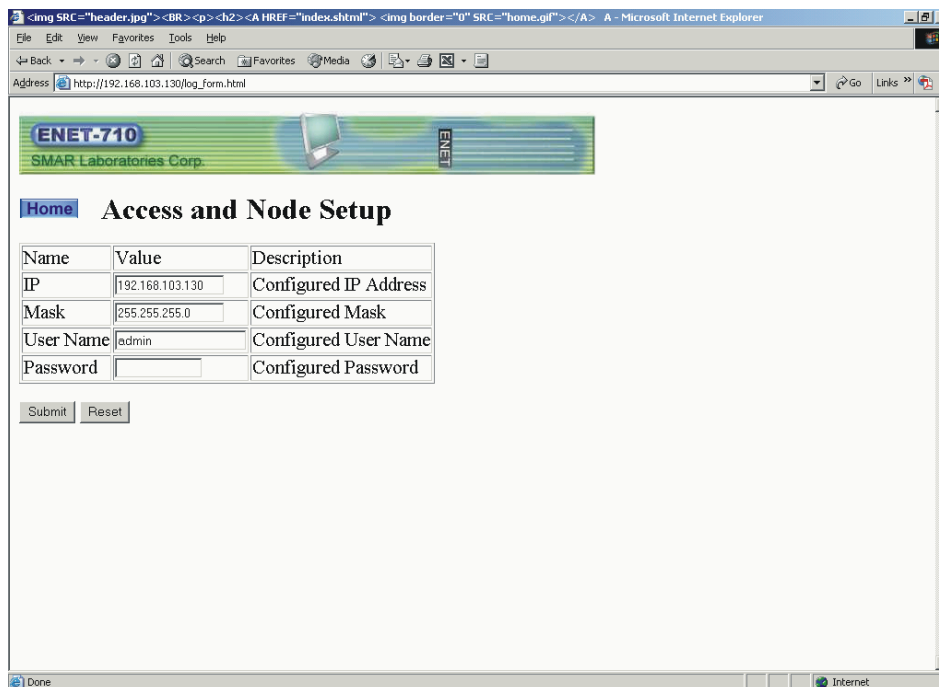 <img SRC="header.jpg"><BR><p><h2><A HREF="index.shtml"> <img border="0" SRC="home.gif"></A>  A - Microsoft Internet Explorer
File Edit View Favorites Tools Help
Back Search Favorites Media
Address http://192.168.103.130/log_form.html Go Links »
ENET-710
SMAR Laboratories Corp.
ENET
Home Access and Node Setup
Name Value Description
IP 192.168.103.130 Configured IP Address
Mask 255.255.255.0 Configured Mask
User Name admin Configured User Name
Password Configured Password
Submit Reset
Done Internet